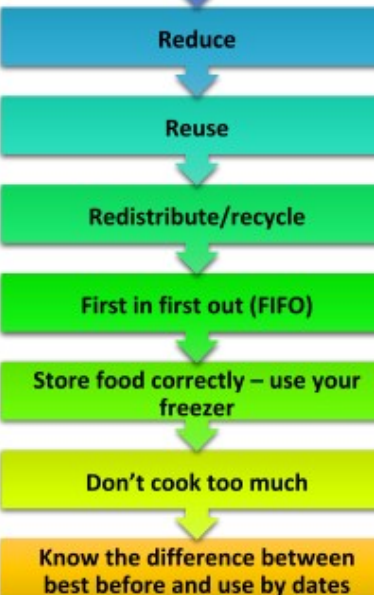 Reduce
Reuse
Redistribute/recycle
First in first out (FIFO)
Store food correctly – use your
freezer
Don't cook too much
Know the difference between
best before and use by dates